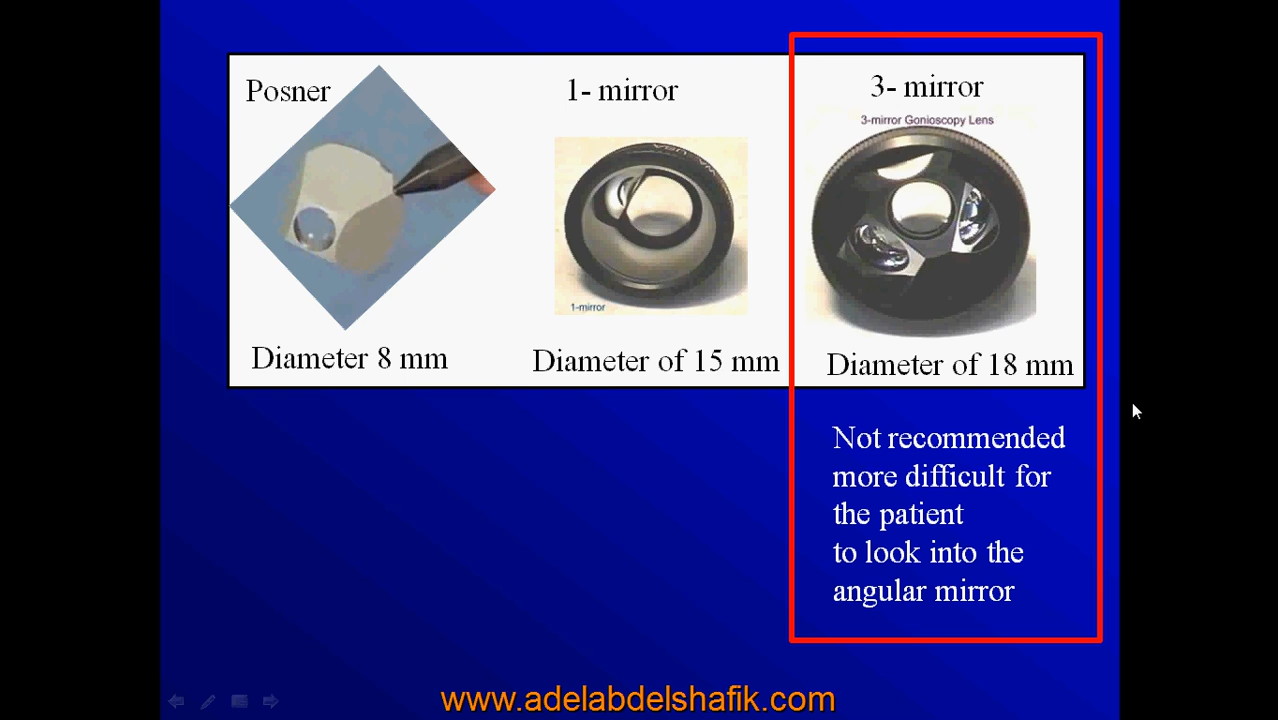 Posner
1- mirror
3- mirror
3-mirror Gonioscopy Lens
1-mirror
Diameter 8 mm
Diameter of 15 mm
Diameter of 18 mm
Not recommended
more difficult for
the patient
to look into the
angular mirror
www.adelabdelshafik.com